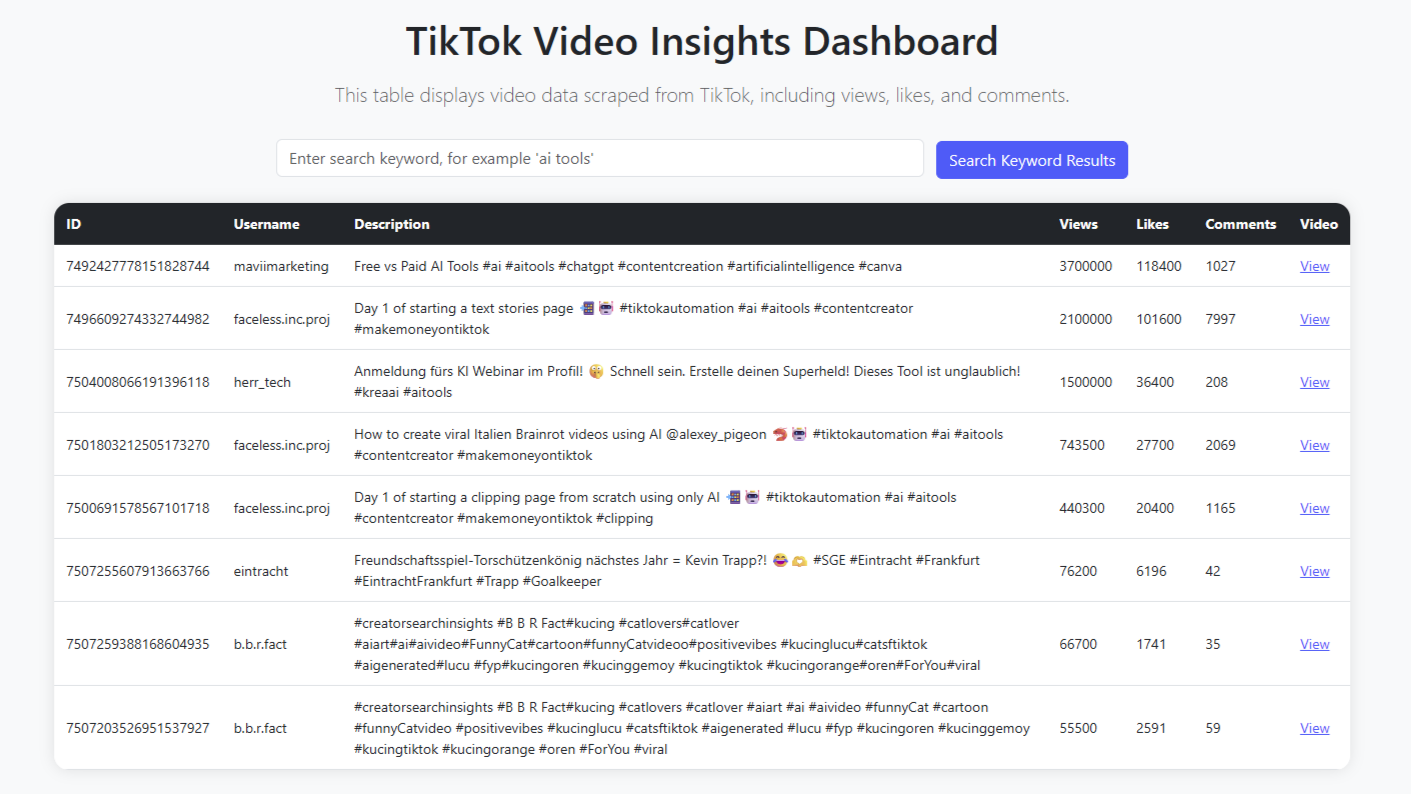 TikTok Video Insights Dashboard
This table displays video data scraped from TikTok, including views, likes, and comments.
Enter search keyword, for example 'ai tools' Search Keyword Results
ID Username Description Views Likes Comments Video
7492427778151828744 maviimarketing Free vs Paid AI Tools #ai #aitools #chatgpt #contentcreation #artificialintelligence #canva 3700000 118400 1027 View
7496609274332744982 faceless.inc.proj Day 1 of starting a text stories page 📲🤖 #tiktokautomation #ai #aitools #contentcreator 2100000 101600 7997 View
#makemoneyontiktok
7504008066191396118 herr_tech Anmeldung fürs KI Webinar im Profil! 🫣 Schnell sein. Erstelle deinen Superheld! Dieses Tool ist unglaublich! 1500000 36400 208 View
#kreaai #aitools
7501803212505173270 faceless.inc.proj How to create viral Italien Brainrot videos using AI @alexey_pigeon 🦐🤖 #tiktokautomation #ai #aitools 743500 27700 2069 View
#contentcreator #makemoneyontiktok
7500691578567101718 faceless.inc.proj Day 1 of starting a clipping page from scratch using only AI 📲🤖 #tiktokautomation #ai #aitools 440300 20400 1165 View
#contentcreator #makemoneyontiktok #clipping
7507255607913663766 eintracht Freundschaftsspiel-Torschützenkönig nächstes Jahr = Kevin Trapp?! 😂🫶 #SGE #Eintracht #Frankfurt 76200 6196 42 View
#EintrachtFrankfurt #Trapp #Goalkeeper
#creatorsearchinsights #B B R Fact#kucing #catlovers#catlover
7507259388168604935 b.b.r.fact #aiart#ai#aivideo#FunnyCat#cartoon#funnyCatvideoo#positivevibes #kucinglucu#catsftiktok 66700 1741 35 View
#aigenerated#lucu #fyp#kucingoren #kucinggemoy #kucingtiktok #kucingorange#oren#ForYou#viral
#creatorsearchinsights #B B R Fact#kucing #catlovers #catlover #aiart #ai #aivideo #funnyCat #cartoon
7507203526951537927 b.b.r.fact #funnyCatvideo #positivevibes #kucinglucu #catsftiktok #aigenerated #lucu #fyp #kucingoren #kucinggemoy 55500 2591 59 View
#kucingtiktok #kucingorange #oren #ForYou #viral